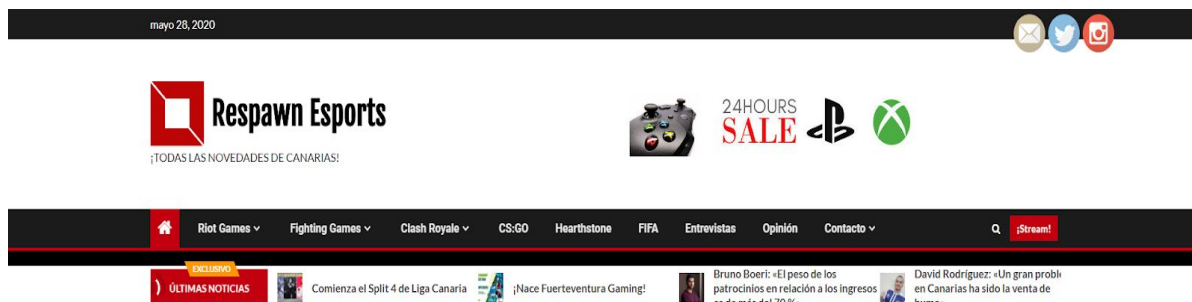 mayo 28, 2020
Respawn Esports
¡TODAS LAS NOVEDADES DE CANARIAS!
24HOURS
SALE
Riot Games Fighting Games Clash Royale CS:GO Hearthstone FIFA Entrevistas Opinión Contacto ¡Stream!
EXCLUSIVO
ÚLTIMAS NOTICIAS
Comienza el Split 4 de Liga Canaria
¡Nace Fuerteventura Gaming!
Bruno Boeri: «El peso de los
patrocinios en relación a los ingresos
David Rodríguez: «Un gran
en Canarias ha sido la venta de